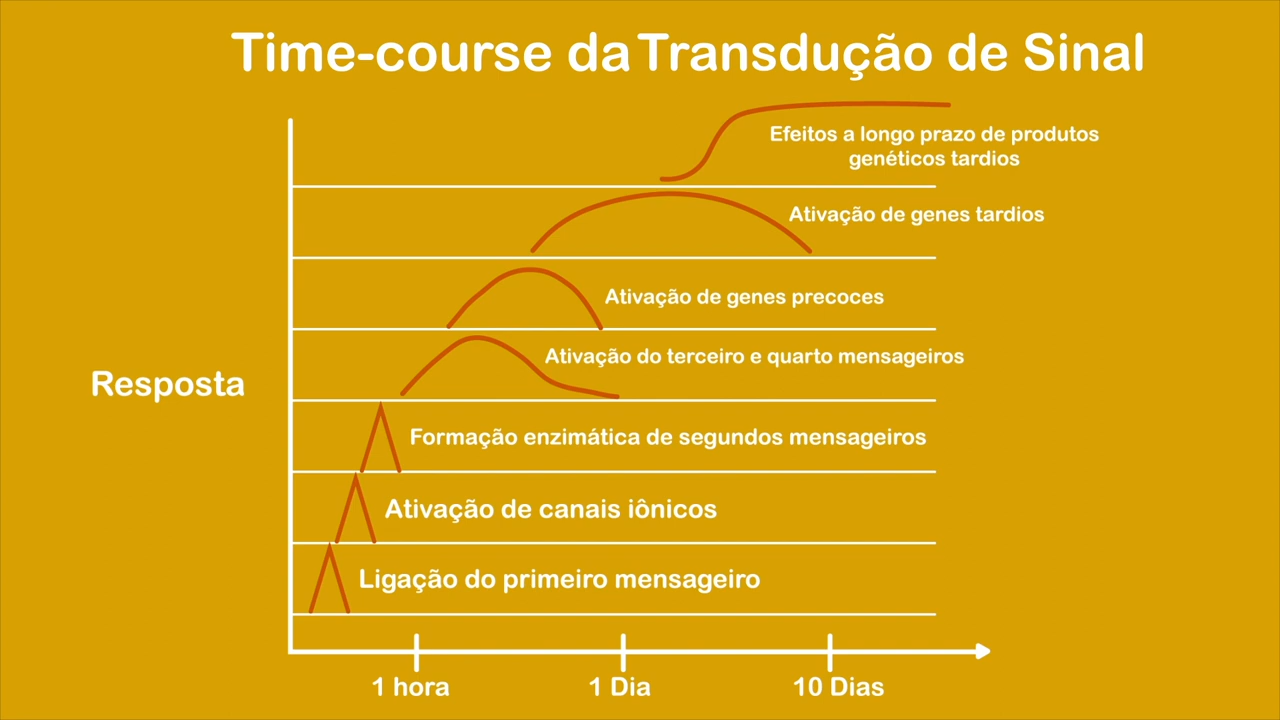 Time-course da Transdução de Sinal
Efeitos a longo prazo de produtos
genéticos tardios
Ativação de genes tardios
Ativação de genes precoces
Ativação do terceiro e quarto mensageiros
Resposta
Formação enzimática de segundos mensageiros
Ativação de canais iônicos
Ligação do primeiro mensageiro
1 hora
1 Dia
10 Dias